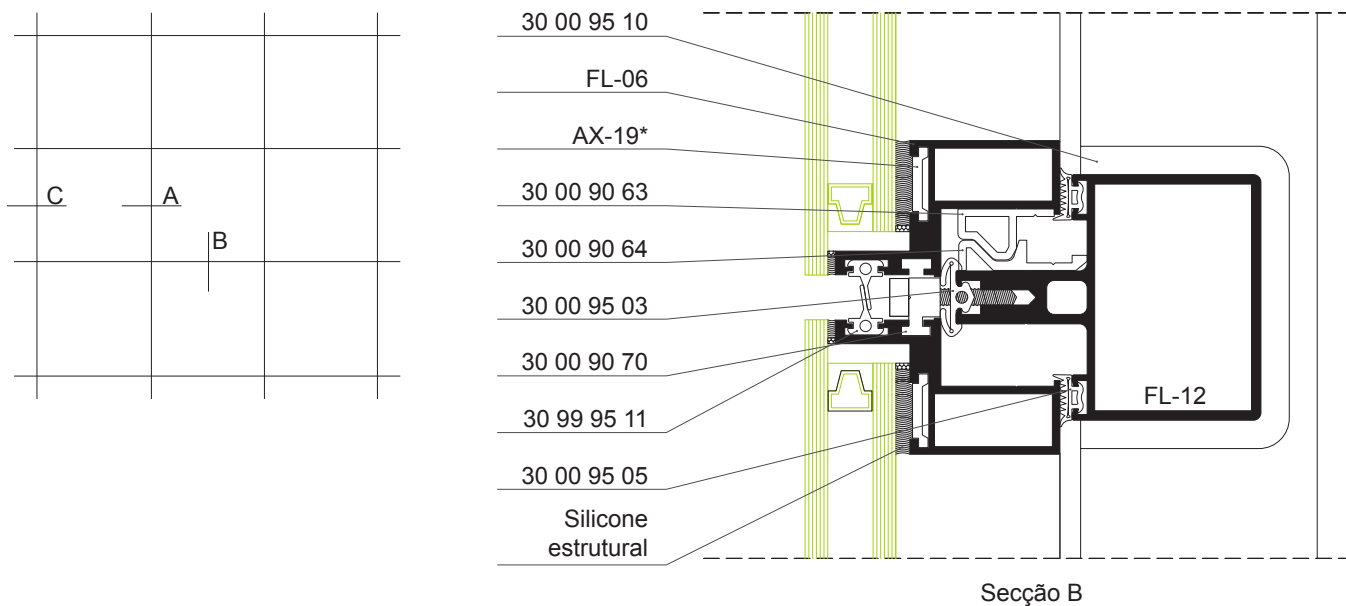 C
A
B
30 00 95 10
FL-06
AX-19*
30 00 90 63
30 00 90 64
30 00 95 03
30 00 90 70
30 99 95 11
30 00 95 05
Silicone
estrutural
FL-12
Secção B